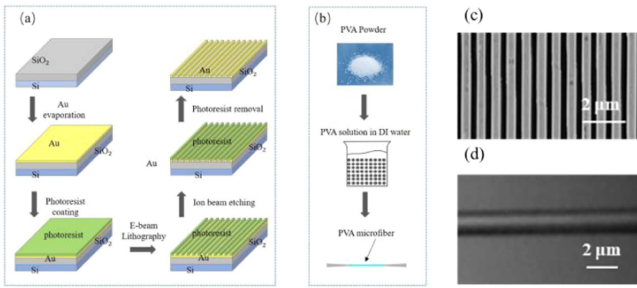 (a)
SiO2
Si
Au
evaporation
Au
SiO2
Si
Photoresist
coating
photoresist
SiO2
Au
Si
E-beam
Lithography
photoresist
SiO2
Au
Si
Ion beam etching
photoresist
SiO2
Au
Si
Photoresist removal
Au
SiO2
Si
(b)
PVA Powder
PVA solution in DI water
PVA microfiber
(c)
2 μm
(d)
2 μm